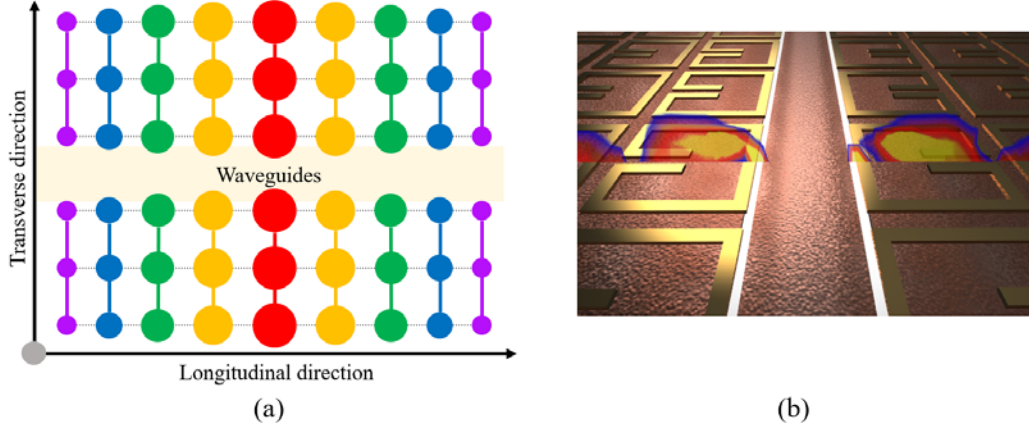 Transverse direction
Waveguides
Longitudinal direction
(a)
(b)